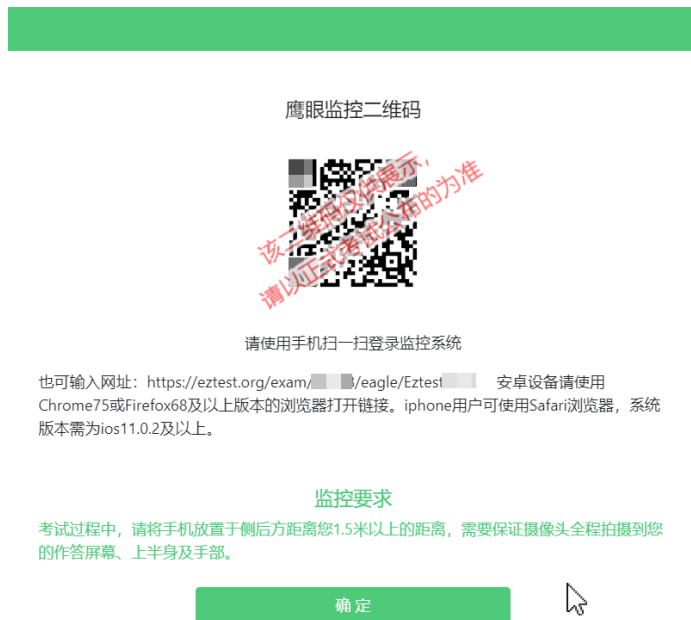 鹰眼监控二维码
该二维码仅供展示，
请以正式考试公布的为准
请使用手机扫一扫登录监控系统
也可输入网址：https://eztest.org/exam/ /eagle/Eztest 安卓设备请使用
Chrome75或Firefox68及以上版本的浏览器打开链接。iphone用户可使用Safari浏览器，系统
版本需为ios11.0.2及以上。
监控要求
考试过程中，请将手机放置于侧后方距离您1.5米以上的距离，需要保证摄像头全程拍摄到您
的作答屏幕、上半身及手部。
确定